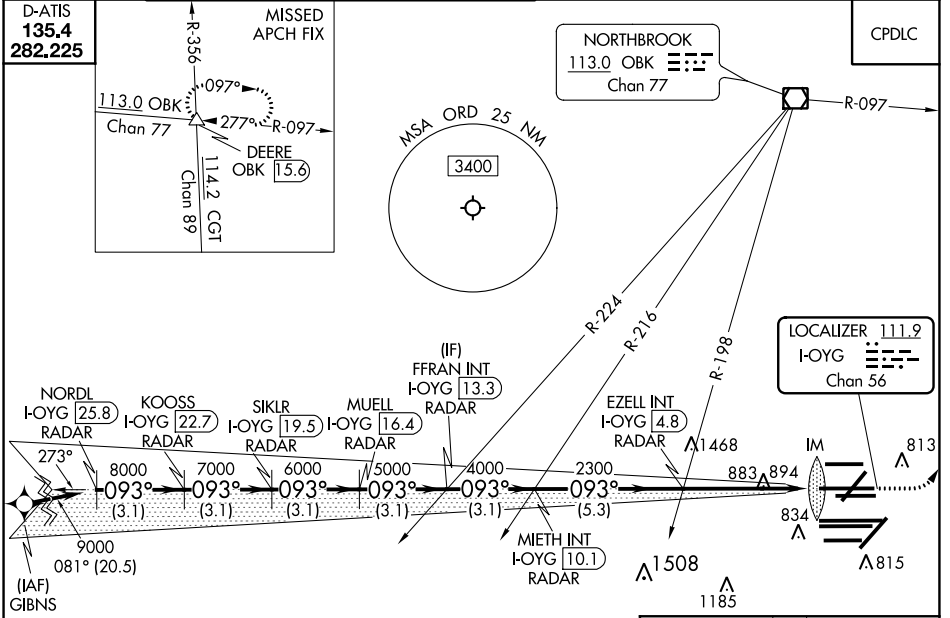 D-ATIS
135.4
282.225
MISSED
APCH FIX
R-356
097°
113.0 OBK
Chan 77
277°
R-097
DEERE
OBK 15.6
114.2 CGT
Chan 89
MSA ORD 25 NM
3400
NORTHBROOK
113.0 OBK
Chan 77
CPDLC
R-097
R-224
R-216
R-198
LOCALIZER 111.9
I-OYG
Chan 56
NORDL
I-OYG 25.8
RADAR
KOOSS
I-OYG 22.7
RADAR
SIKLR
I-OYG 19.5
RADAR
MUELL
I-OYG 16.4
RADAR
(IF)
FFRAN INT
I-OYG 13.3
RADAR
EZELL INT
I-OYG 4.8
RADAR
1468
IM
813
273°
8000
7000
6000
5000
4000
2300
883
894
093°
093°
093°
093°
093°
093°
(3.1)
(3.1)
(3.1)
(3.1)
(3.1)
(5.3)
834
9000
081° (20.5)
(IAF)
GIBNS
MIETH INT
I-OYG 10.1
RADAR
1508
1185
815